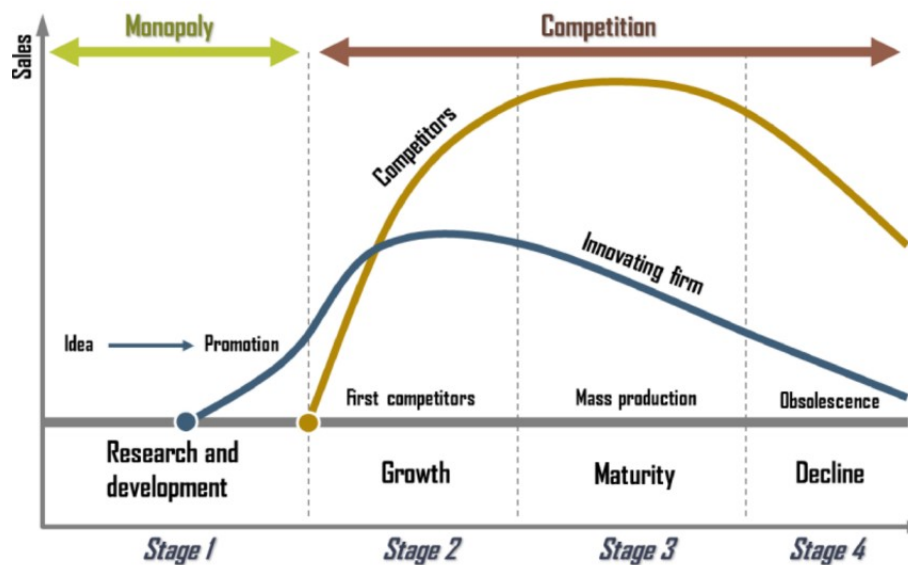 Monopoly
Competition
Sales
Competitors
Innovating firm
Idea
Promotion
First competitors
Mass production
Obsolescence
Research and
development
Growth
Maturity
Decline
Stage 1
Stage 2
Stage 3
Stage 4